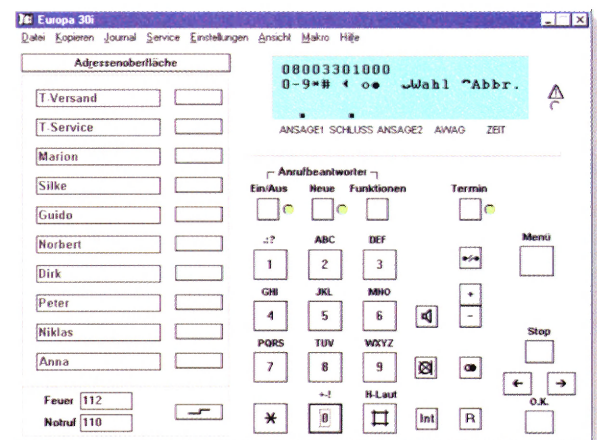 Europa 30i
Datei Kopieren Journal Service Einstellungen Ansicht Makro Hilfe
Adressenoberfläche
T-Versand
T-Service
Marion
Silke
Guido
Norbert
Dirk
Peter
Niklas
Anna
Feuer 112
Notruf 110
08003301000
0-9*# Wahl Abbr.
ANSAGE1 SCHLUSS ANSAGE2 AWAG ZEIT
Anrufbeantworter
Ein/Aus Neue Funktionen Termin
.:? ABC DEF Menü
1 2 3
GHI JKL MNO +
4 5 6 -
PQRS TUV WXYZ Stop
7 8 9
+-! H-Laut O.K.
* 0 # Int R